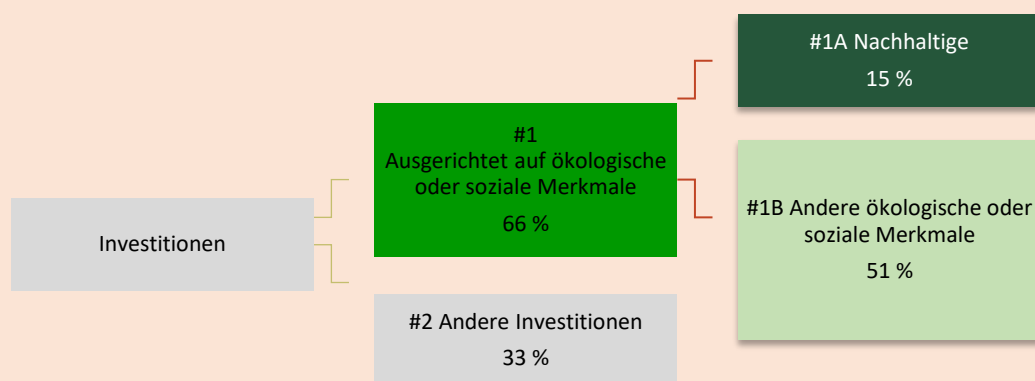 Investitionen
#1
Ausgerichtet auf ökologische
oder soziale Merkmale
66 %
#2 Andere Investitionen
33 %
#1A Nachhaltige
15 %
#1B Andere ökologische oder
soziale Merkmale
51 %